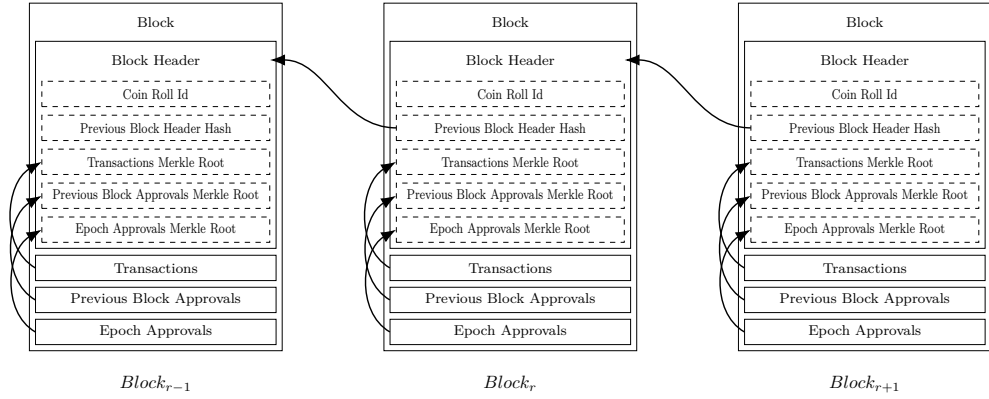 Block
Block Header
Coin Roll Id
Previous Block Header Hash
Transactions Merkle Root
Previous Block Approvals Merkle Root
Epoch Approvals Merkle Root
Transactions
Previous Block Approvals
Epoch Approvals
Block_{r−1}
Block
Block Header
Coin Roll Id
Previous Block Header Hash
Transactions Merkle Root
Previous Block Approvals Merkle Root
Epoch Approvals Merkle Root
Transactions
Previous Block Approvals
Epoch Approvals
Block_r
Block
Block Header
Coin Roll Id
Previous Block Header Hash
Transactions Merkle Root
Previous Block Approvals Merkle Root
Epoch Approvals Merkle Root
Transactions
Previous Block Approvals
Epoch Approvals
Block_{r+1}